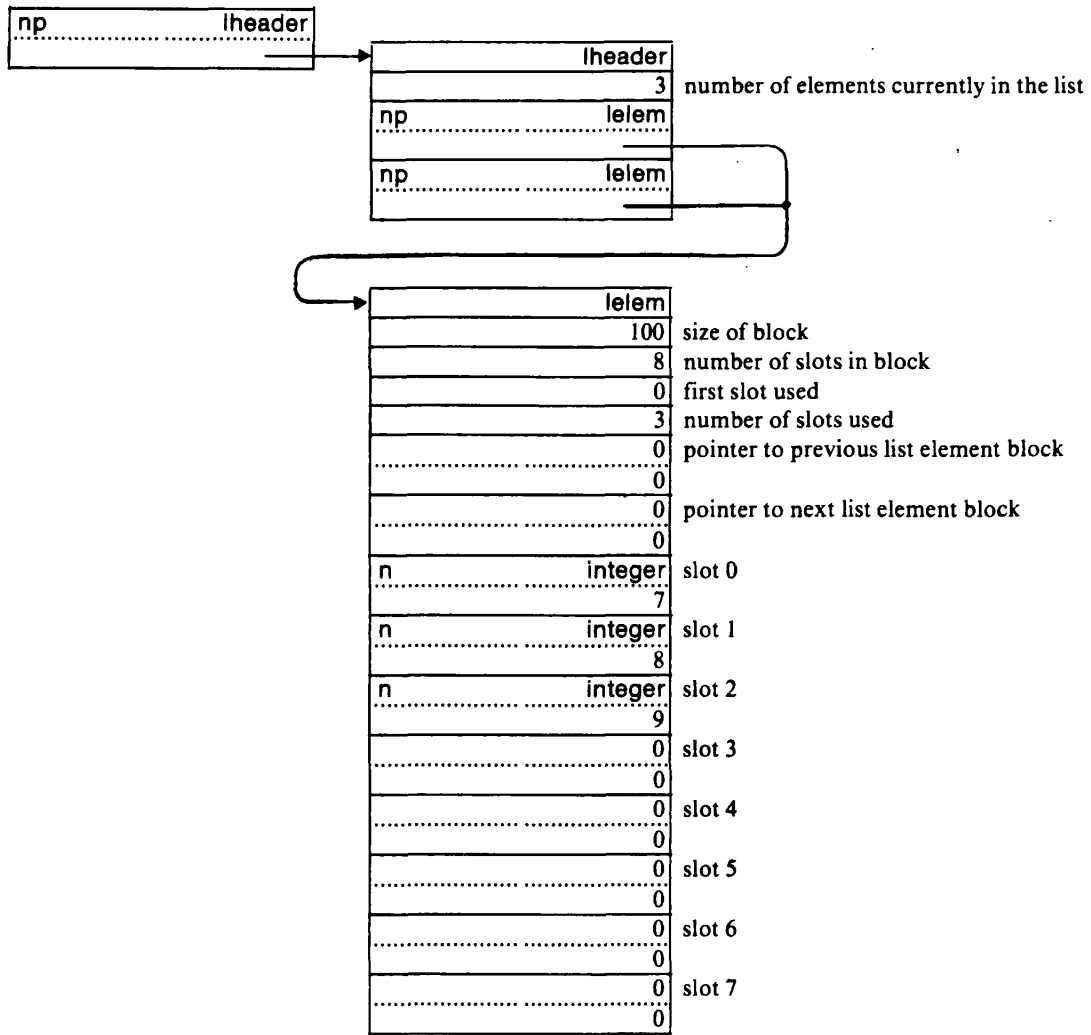 np lheader
lheader
3 number of elements currently in the list
np lelem
np lelem
lelem
100 size of block
8 number of slots in block
0 first slot used
3 number of slots used
0 pointer to previous list element block
0
0 pointer to next list element block
0
n integer slot 0
7
n integer slot 1
8
n integer slot 2
9
0 slot 3
0
0 slot 4
0
0 slot 5
0
0 slot 6
0
0 slot 7
0